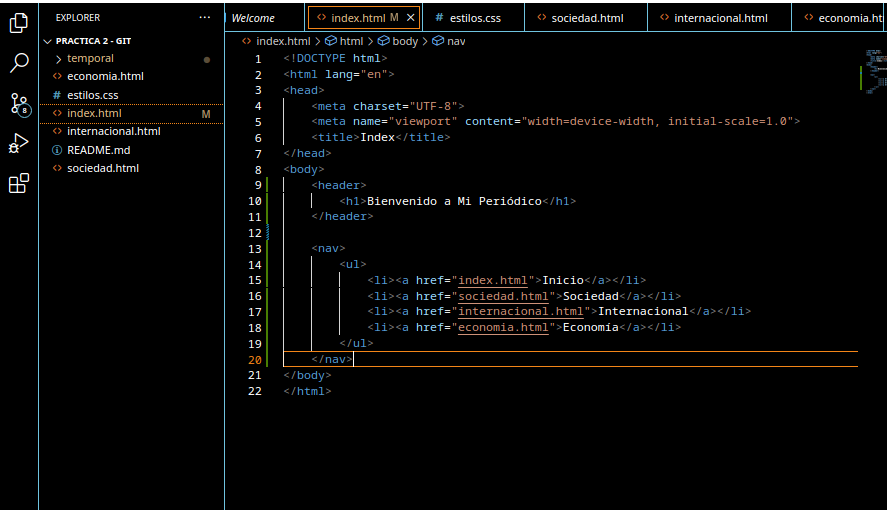 EXPLORER ...
PRACTICA 2 - GIT
temporal
economia.html
estilos.css
index.html M
internacional.html
README.md
sociedad.html
8
Welcome index.html M estilos.css sociedad.html internacional.html economia.ht
index.html > html > body > nav
1 <!DOCTYPE html>
2 <html lang="en">
3 <head>
4 <meta charset="UTF-8">
5 <meta name="viewport" content="width=device-width, initial-scale=1.0">
6 <title>Index</title>
7 </head>
8 <body>
9 <header>
10 <h1>Bienvenido a Mi Periódico</h1>
11 </header>
12
13 <nav>
14 <ul>
15 <li><a href="index.html">Inicio</a></li>
16 <li><a href="sociedad.html">Sociedad</a></li>
17 <li><a href="internacional.html">Internacional</a></li>
18 <li><a href="economia.html">Economía</a></li>
19 </ul>
20 </nav>
21 </body>
22 </html>